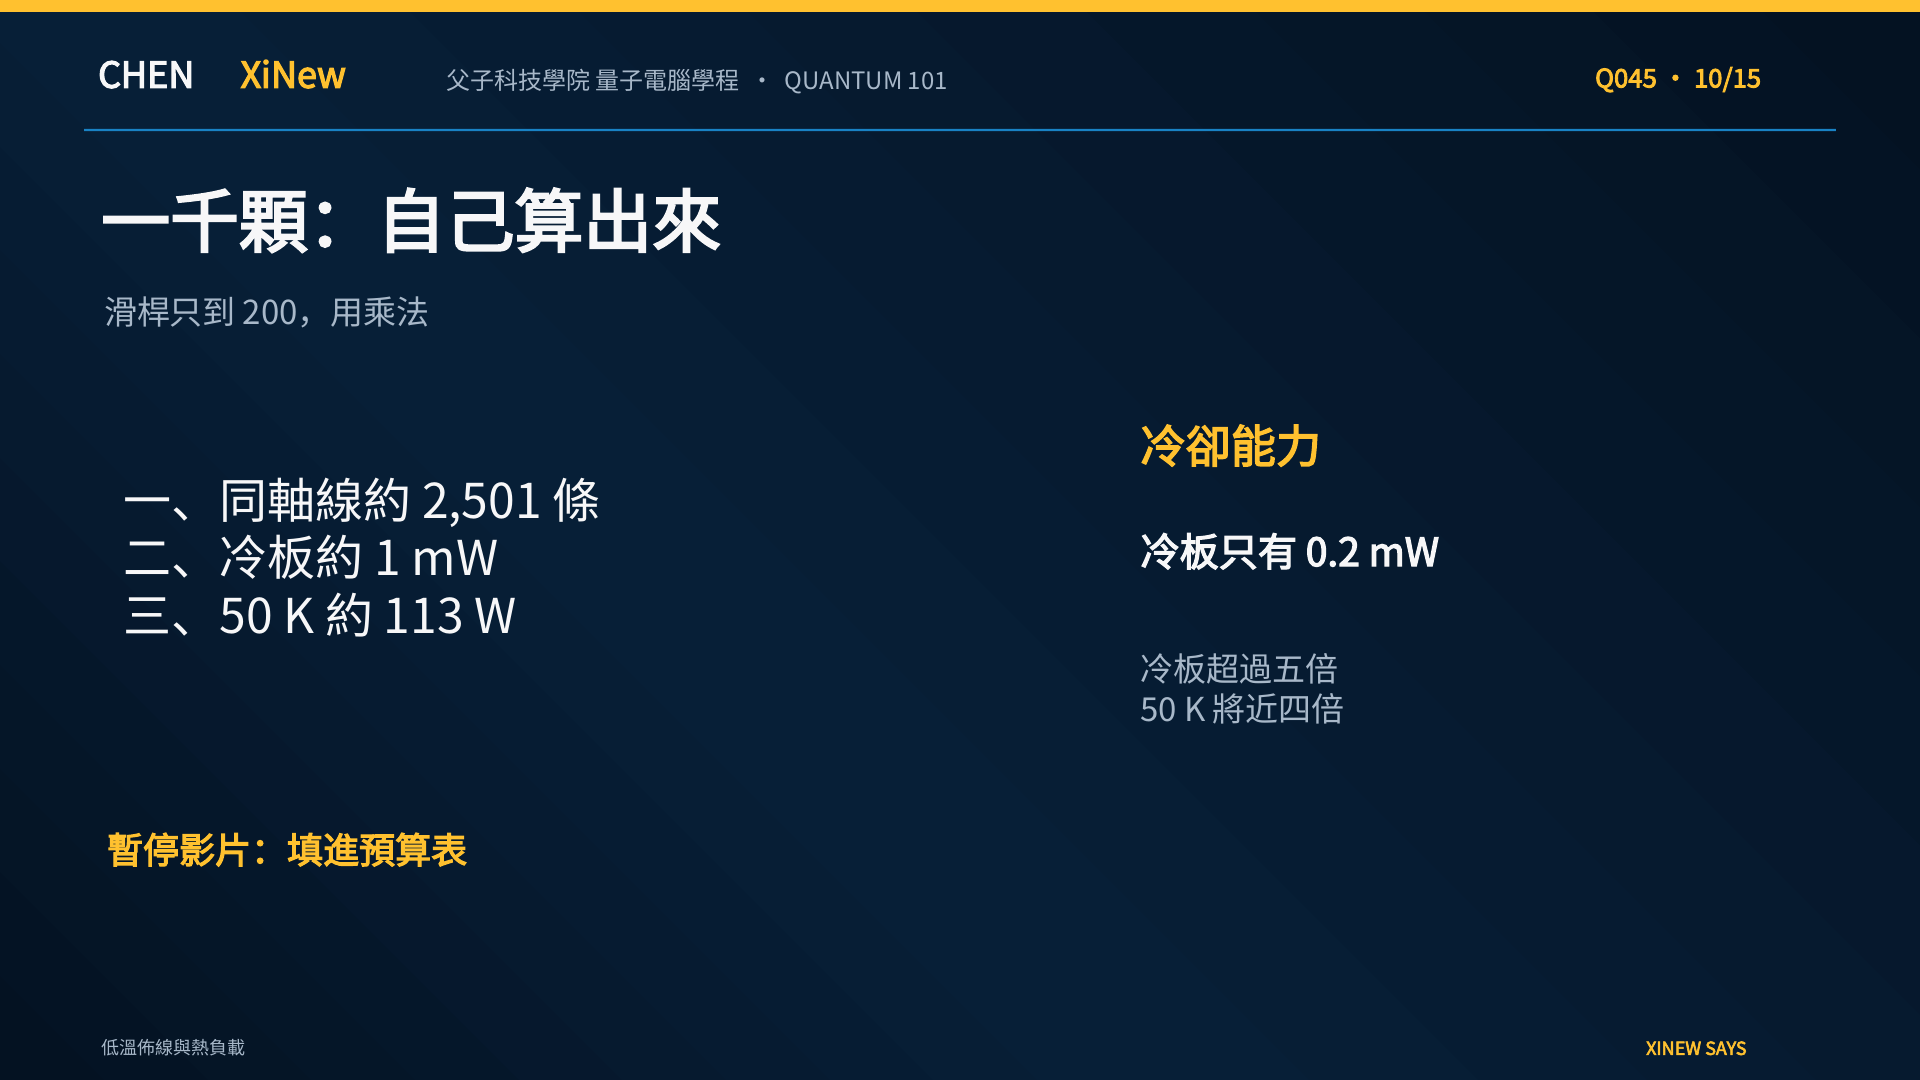 CHEN XiNew 父子科技學院 量子電腦學程 • QUANTUM 101 Q045 • 10/15
一千顆：自己算出來
滑桿只到 200，用乘法
一、同軸線約 2,501 條
二、冷板約 1 mW
三、50 K 約 113 W
冷卻能力
冷板只有 0.2 mW
冷板超過五倍
50 K 將近四倍
暫停影片：填進預算表
低溫佈線與熱負載
XINEW SAYS